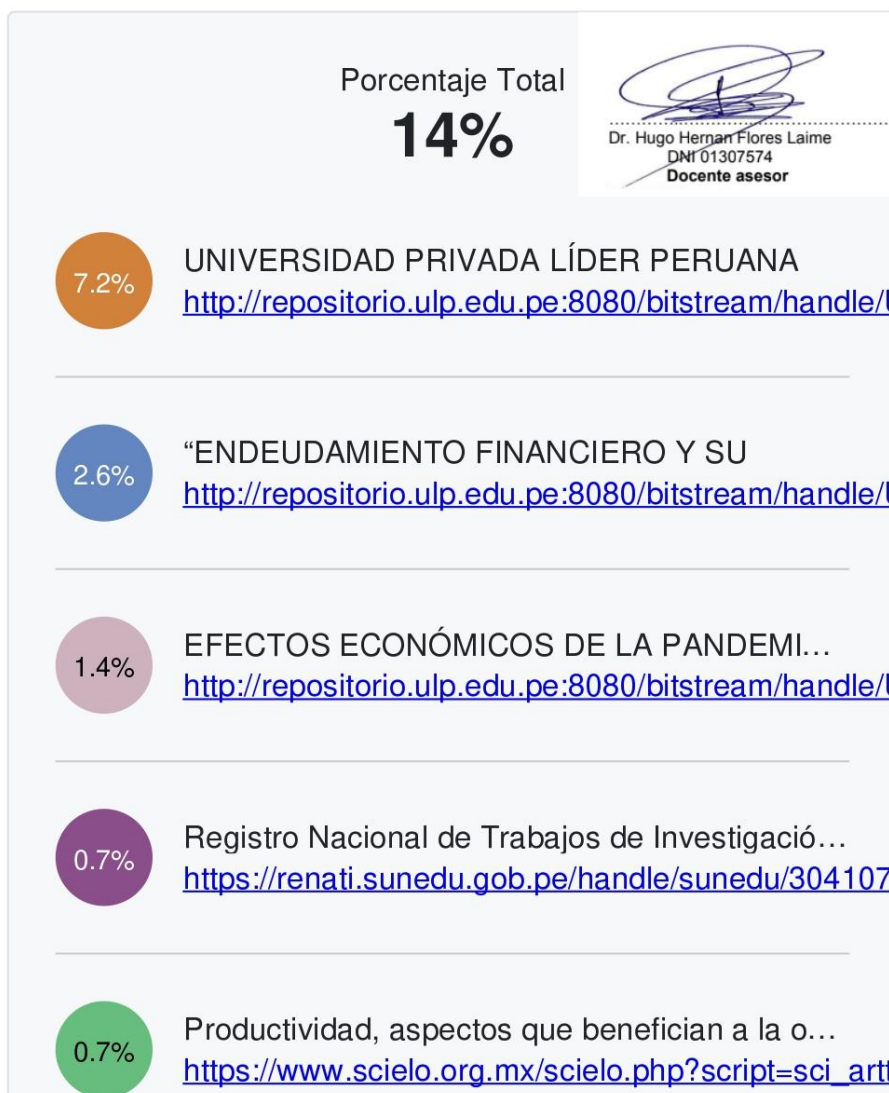 Porcentaje Total
14%
Dr. Hugo Hernan Flores Laime
DNI 01307574
Docente asesor
7.2%
UNIVERSIDAD PRIVADA LÍDER PERUANA
http://repositorio.ulp.edu.pe:8080/bitstream/handle/U
2.6%
“ENDEUDAMIENTO FINANCIERO Y SU
http://repositorio.ulp.edu.pe:8080/bitstream/handle/U
1.4%
EFECTOS ECONÓMICOS DE LA PANDEMI...
http://repositorio.ulp.edu.pe:8080/bitstream/handle/U
0.7%
Registro Nacional de Trabajos de Investigació...
https://renati.sunedu.gob.pe/handle/sunedu/304107
0.7%
Productividad, aspectos que benefician a la o...
https://www.scielo.org.mx/scielo.php?script=sci_artt